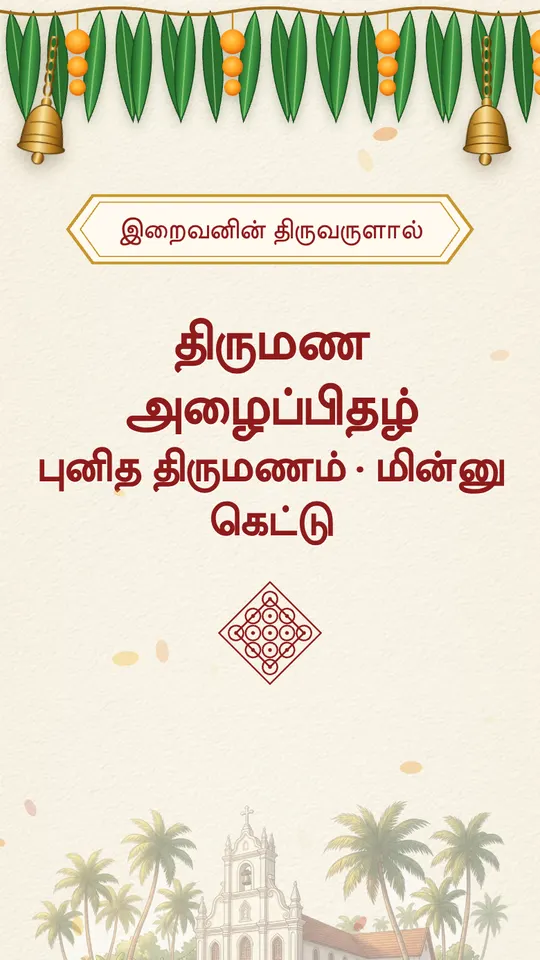 இறைவனின் திருவருளால்
திருமண
அழைப்பிதழ்
புனித திருமணம் · மின்னு
கெட்டு